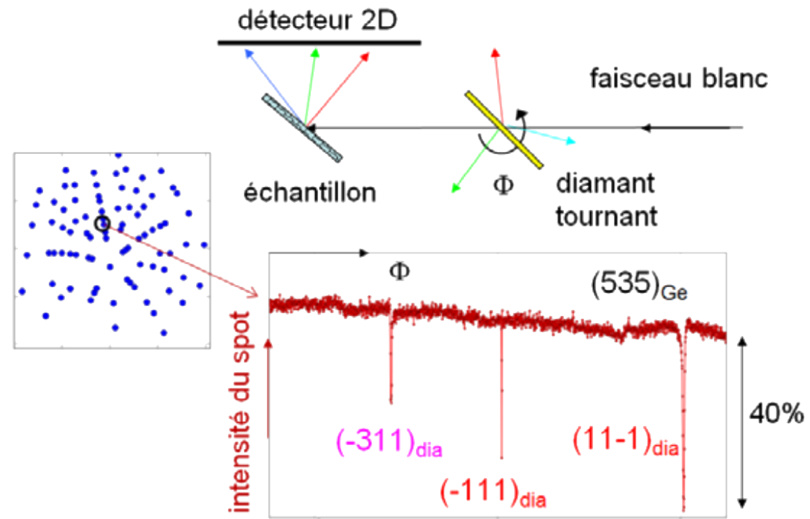 détecteur 2D
faisceau blanc
échantillon
Φ
diamant
tournant
Φ
(535)Ge
intensité du spot
40%
(-311)dia
(11-1)dia
(-111)dia